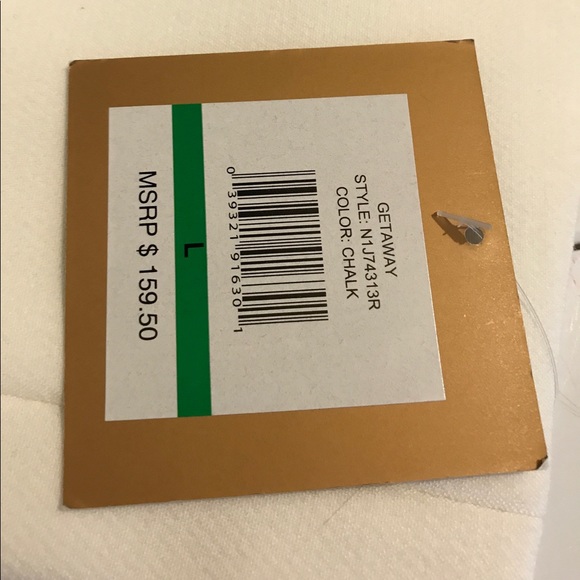 GETAWAY
STYLE: N1J74313R
COLOR: CHALK
0 39321 91630 1
L
MSRP $ 159.50